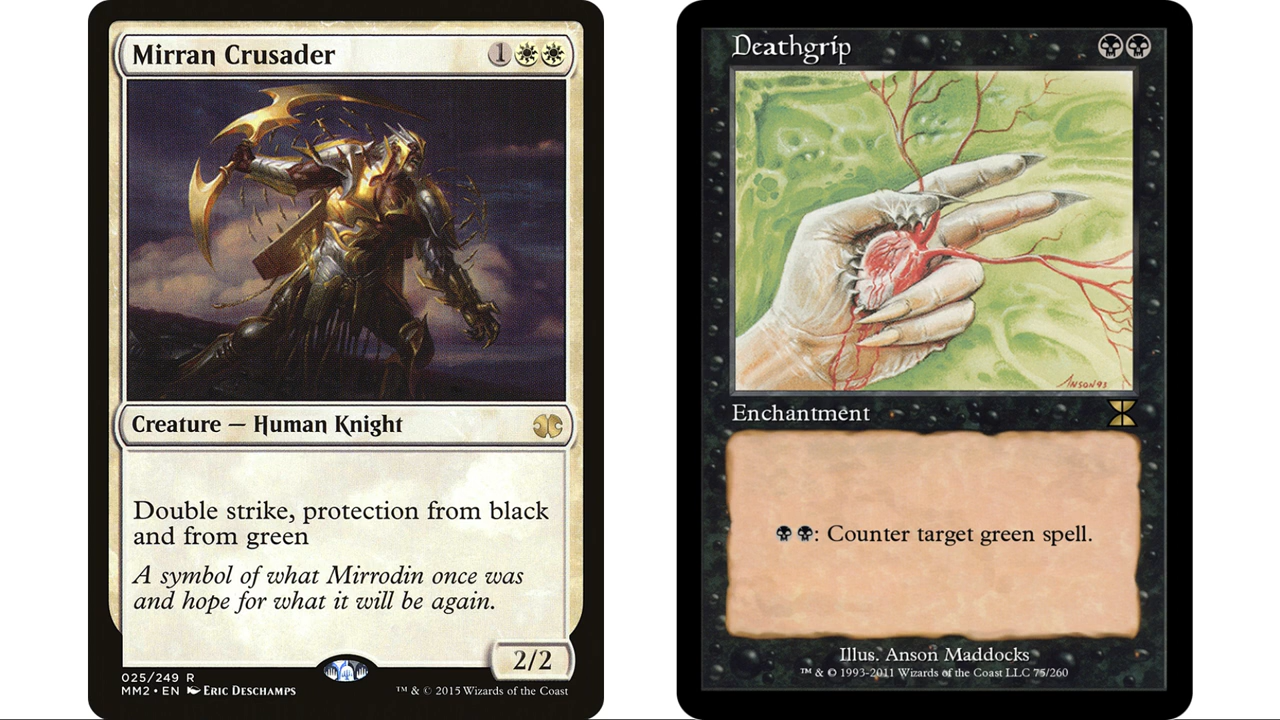 Mirran Crusader
1
Creature — Human Knight
Double strike, protection from black
and from green
A symbol of what Mirrodin once was
and hope for what it will be again.
2/2
025/249 R
MM2 • EN Eric Deschamps
™ & © 2015 Wizards of the Coast
Deathgrip
ANSON 93
Enchantment
: Counter target green spell.
Illus. Anson Maddocks
™ & © 1993-2011 Wizards of the Coast LLC 75/260